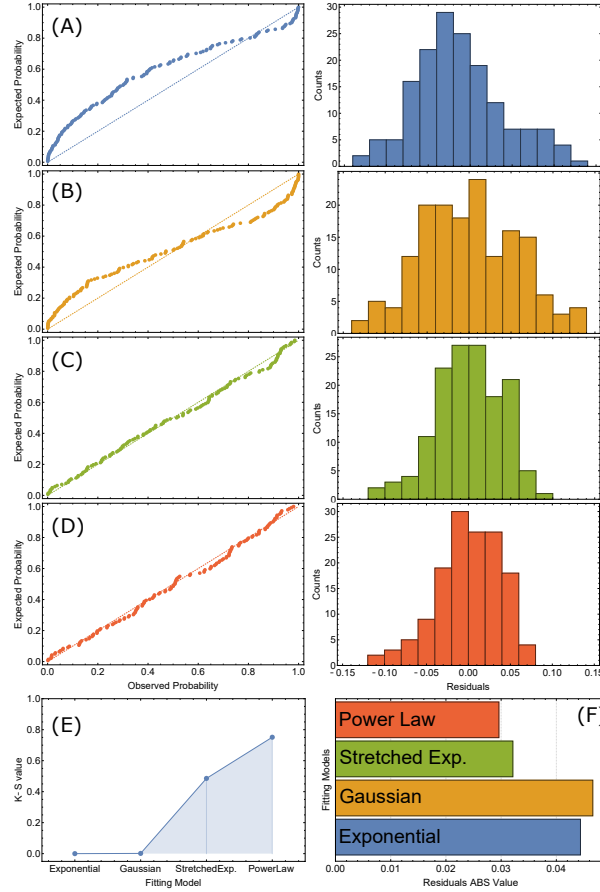 (A)
Expected Probability
1.0
0.8
0.6
0.4
0.2
0.0
Counts
30
25
20
15
10
5
0
(B)
Expected Probability
1.0
0.8
0.6
0.4
0.2
0.0
20
15
10
5
0
(C)
Expected Probability
1.0
0.8
0.6
0.4
0.2
0.0
Counts
25
20
15
10
5
0
(D)
Expected Probability
1.0
0.8
0.6
0.4
0.2
0.0
0.0 0.2 0.4 0.6 0.8 1.0
Observed Probability
Counts
30
25
20
15
10
5
0
-0.15 -0.10 -0.05 0.00 0.05 0.10 0.15
Residuals
(E)
K-S value
1.0
0.8
0.6
0.4
0.2
0.0
Exponential Gaussian StretchedExp. PowerLaw
Fitting Model
(F)
Fitting Models
Power Law
Stretched Exp.
Gaussian
Exponential
0.00 0.01 0.02 0.03 0.04
Residuals ABS Value